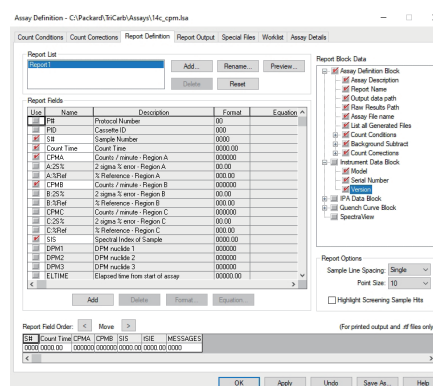 Assay Definition - C:\Packard\TriCarb\Assays\14c_cpm.lsa
Count Conditions Count Corrections Report Definition Report Output Special Files Worklist Assay Details
Report List
Report1
Add... Rename... Preview...
Delete Reset
Report Fields
Use Name Description Format Equation
P# Protocol Number 00
PID Cassette ID 000
S# Sample Number 0000
Count Time Count Time 0000.00
CPMA Counts / minute - Region A 000000
A:2S% 2 sigma % error - Region A 00.00
A:%Ref % Reference - Region A 000.00
CPMB Counts / minute - Region B 000000
B:2S% 2 sigma % error - Region B 00.00
B:%Ref % Reference - Region B 000.00
CPMC Counts / minute - Region C 000000
C:2S% 2 sigma % error - Region C 00.00
C:%Ref % Reference - Region C 000.00
SIS Spectral Index of Sample 0000.00
DPM1 DPM nuclide 1 000000
DPM2 DPM nuclide 2 000000
DPM3 DPM nuclide 3 000000
ELTIME Elapsed time from start of assay 00000.00
Add Delete Format... Equation...
Report Block Data
Assay Definition Block
Assay Description
Report Name
Output data path
Raw Results Path
Assay File name
List all Generated Files
Count Conditions
Background Subtract
Count Corrections
Instrument Data Block
Model
Serial Number
Version
IPA Data Block
Quench Curve Block
SpectraView
Report Options
Sample Line Spacing: Single
Point Size: 10
Highlight Screening Sample Hits
Report Field Order: < Move > (For printed output and .rtf files only
S# Count Time CPMA CPMB SIS tSIE MESSAGES
0000 0000.00 000000 000000 0000.00 0000.00 0000
OK Apply Undo Save As... Help